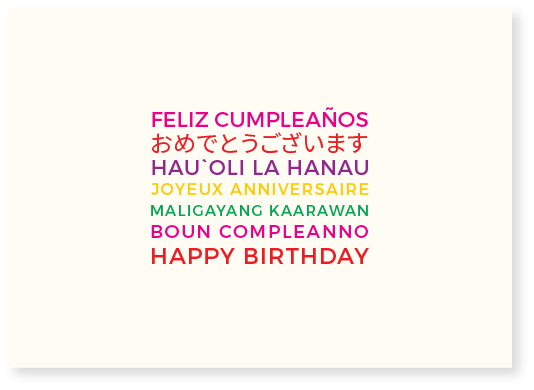 FELIZ CUMPLEAÑOS
おめでとうございます
HAU`OLI LA HANAU
JOYEUX ANNIVERSAIRE
MALIGAYANG KAARAWAN
BOUN COMPLEANNO
HAPPY BIRTHDAY